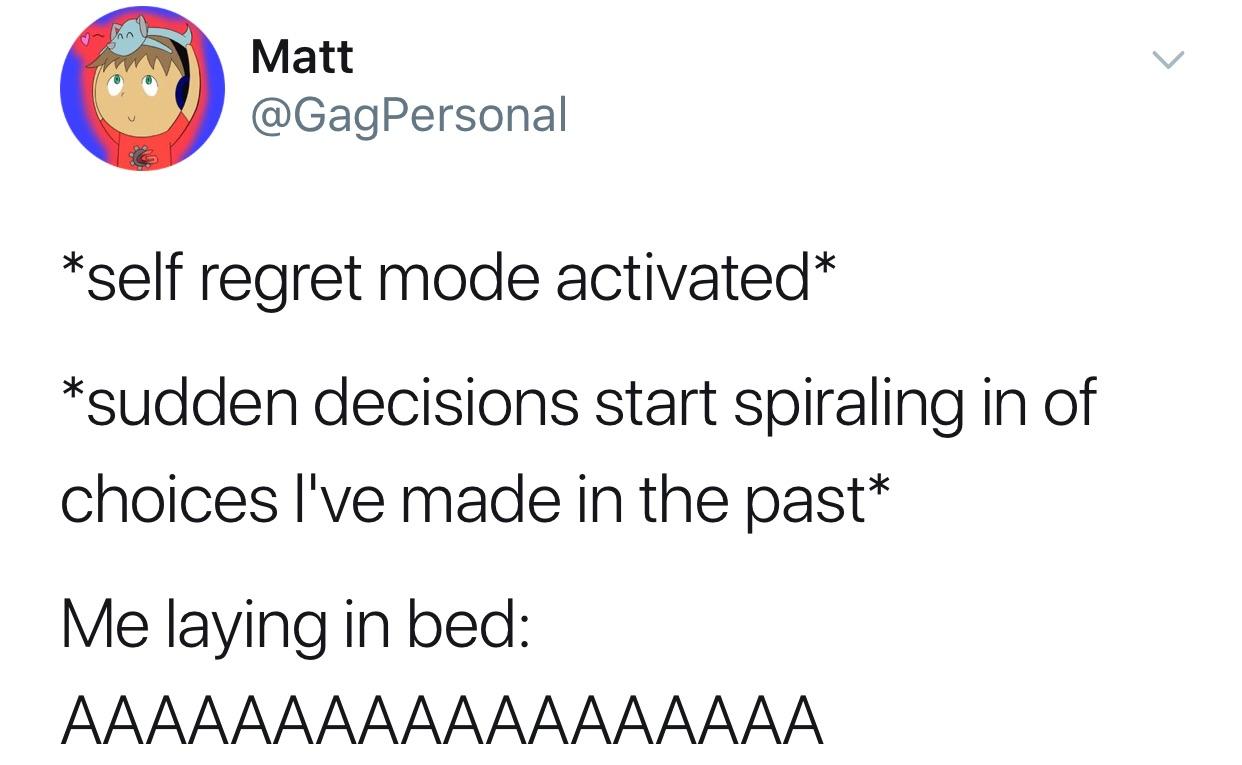 Matt
@GagPersonal
*self regret mode activated*
*sudden decisions start spiraling in of
choices I've made in the past*
Me laying in bed:
AAAAAAAAAAAAAAAAAA